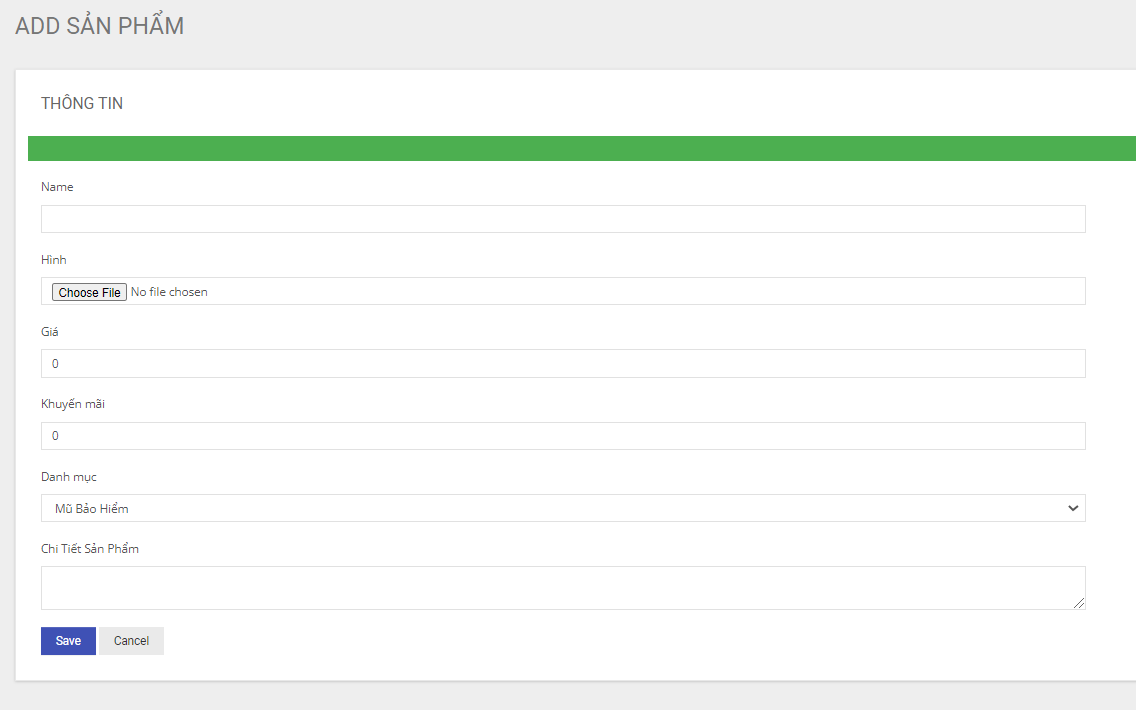 ADD SẢN PHẨM
THÔNG TIN
Name
Hình
Choose File No file chosen
Giá
0
Khuyến mãi
0
Danh mục
Mũ Bảo Hiểm
Chi Tiết Sản Phẩm
Save Cancel